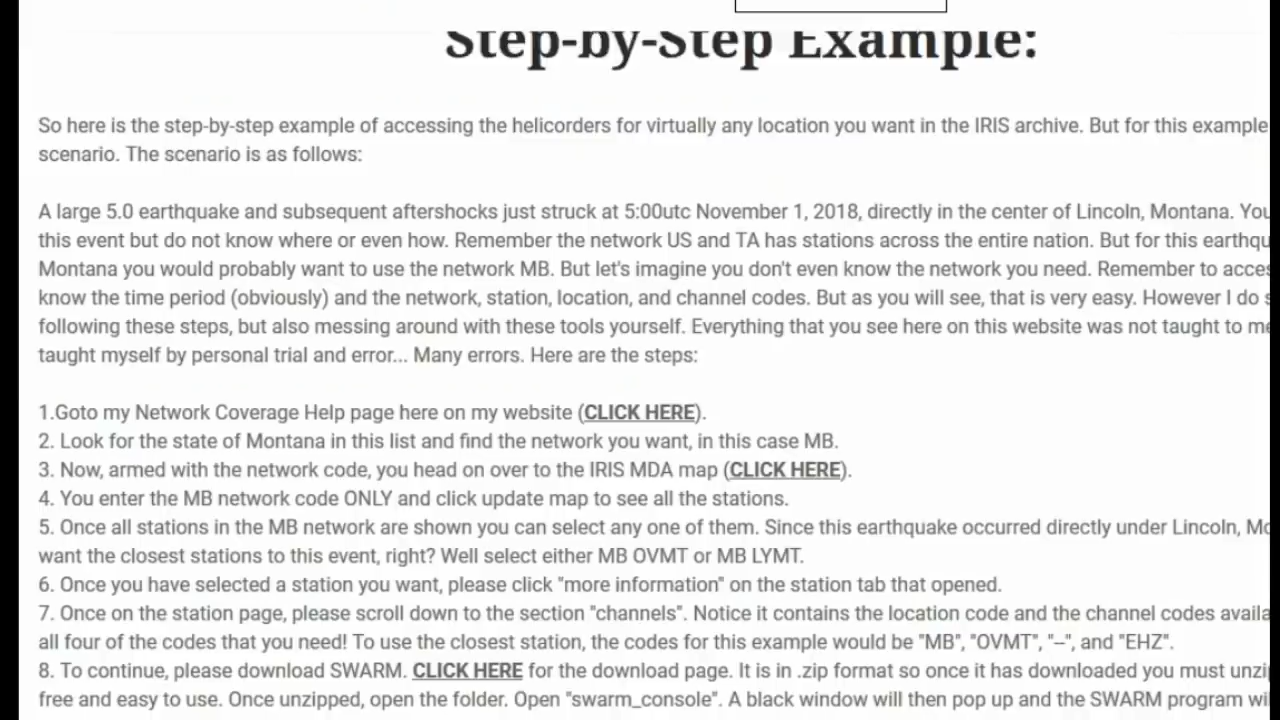 Step-by-Step Example:
So here is the step-by-step example of accessing the helicorders for virtually any location you want in the IRIS archive. But for this example
scenario. The scenario is as follows:
A large 5.0 earthquake and subsequent aftershocks just struck at 5:00utc November 1, 2018, directly in the center of Lincoln, Montana.
this event but do not know where or even how. Remember the network US and TA has stations across the entire nation. But for this
Montana you would probably want to use the network MB. But let's imagine you don't even know the network you need. Remember to
know the time period (obviously) and the network, station, location, and channel codes. But as you will see, that is very easy. However I do
following these steps, but also messing around with these tools yourself. Everything that you see here on this website was not taught to
taught myself by personal trial and error... Many errors. Here are the steps:
1.Goto my Network Coverage Help page here on my website (CLICK HERE).
2. Look for the state of Montana in this list and find the network you want, in this case MB.
3. Now, armed with the network code, you head on over to the IRIS MDA map (CLICK HERE).
4. You enter the MB network code ONLY and click update map to see all the stations.
5. Once all stations in the MB network are shown you can select any one of them. Since this earthquake occurred directly under Lincoln,
want the closest stations to this event, right? Well select either MB OVMT or MB LYMT.
6. Once you have selected a station you want, please click "more information" on the station tab that opened.
7. Once on the station page, please scroll down to the section "channels". Notice it contains the location code and the channel codes
all four of the codes that you need! To use the closest station, the codes for this example would be "MB", "OVMT", "--", and "EHZ".
8. To continue, please download SWARM. CLICK HERE for the download page. It is in .zip format so once it has downloaded you must
free and easy to use. Once unzipped, open the folder. Open "swarm_console". A black window will then pop up and the SWARM program